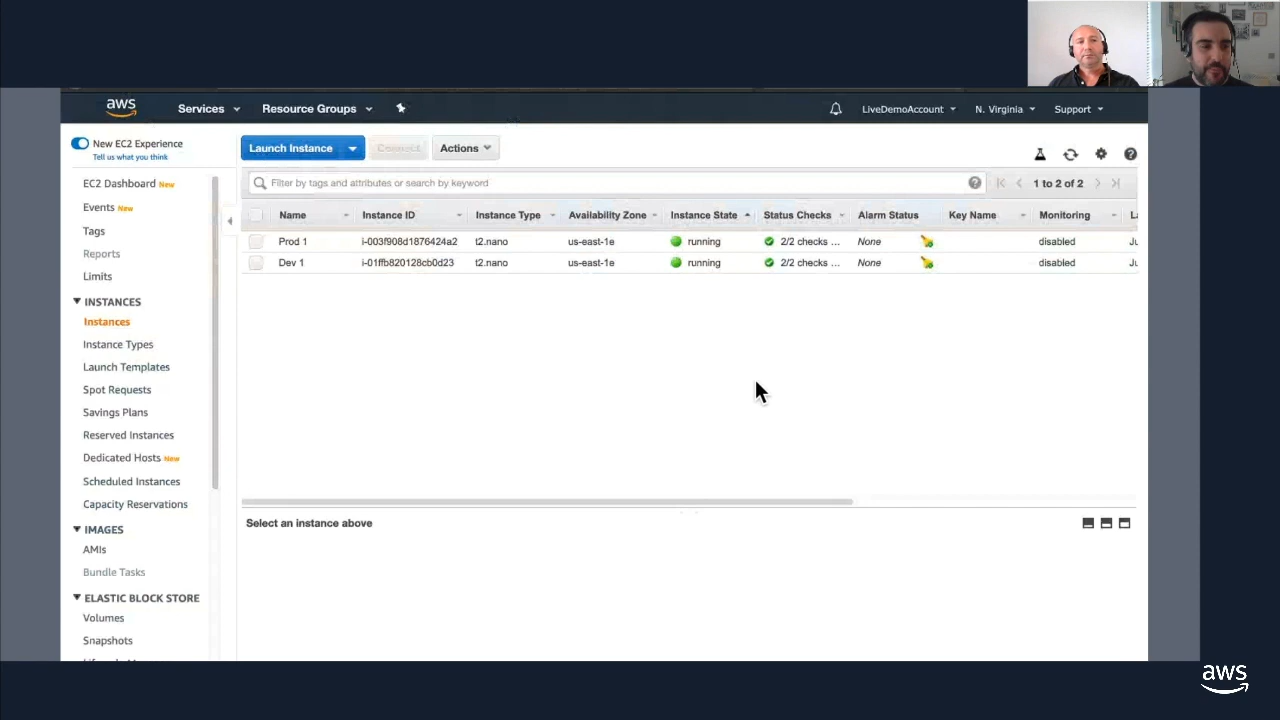 aws Services Resource Groups LiveDemoAccount N. Virginia Support
New EC2 Experience
Tell us what you think
Launch Instance Connect Actions
EC2 Dashboard New
Events New
Tags
Reports
Limits
INSTANCES
Instances
Instance Types
Launch Templates
Spot Requests
Savings Plans
Reserved Instances
Dedicated Hosts New
Scheduled Instances
Capacity Reservations
IMAGES
AMIs
Bundle Tasks
ELASTIC BLOCK STORE
Volumes
Snapshots
Filter by tags and attributes or search by keyword 1 to 2 of 2
Name Instance ID Instance Type Availability Zone Instance State Status Checks Alarm Status Key Name Monitoring
Prod 1 i-003f908d1876424a2 t2.nano us-east-1e running 2/2 checks ... None disabled Ju
Dev 1 i-01ffb820128cb0d23 t2.nano us-east-1e running 2/2 checks ... None disabled Ju
Select an instance above
aws